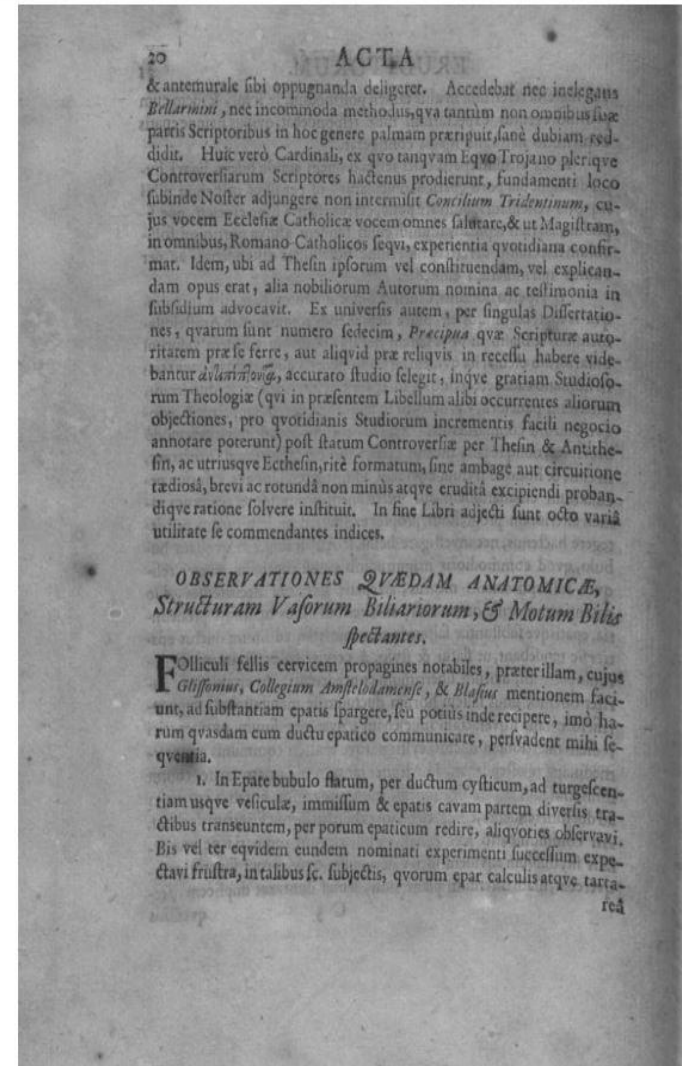 20 ACTA
& antemurale sibi oppugnanda deligeret. Accedebat nec inelegans
Bellarmini, nec incommoda methodus, qva tantùm non omnibus suæ
partis Scriptoribus in hoc genere palmam præripuit, sanè dubiam red-
didit. Huic verò Cardinali, ex qvo tanqvam Eqvo Trojano pleriqve
Controversiarum Scriptores hactenus prodierunt, fundamenti loco
subinde Noster adjungere non intermisit Concilium Tridentinum, cu-
jus vocem Ecclesiæ Catholicæ vocem omnes salutare, & ut Magistram,
in omnibus, Romano-Catholicos seqvi, experientia qvotidiana confir-
mat. Idem, ubi ad Thesin ipsorum vel constituendam, vel explican-
dam opus erat, alia nobiliorum Autorum nomina ac testimonia in
subsidium advocavit. Ex universis autem, per singulas Dissertatio-
nes, qvarum sunt numero sedecim, Præcipua qvæ Scripturæ auto-
ritatem præ se ferre, aut aliqvid præ reliqvis in recessu habere vide-
bantur, accurato studio selegit, inqve gratiam Studioso-
rum Theologiæ (qvi in præsentem Libellum alibi occurrentes aliorum
objectiones, pro qvotidianis Studiorum incrementis facili negocio
annotare poterunt) post statum Controversiæ per Thesin & Antithe-
sin, ac utriusqve Ecthesin, ritè formatum, sine ambage aut circuitione
tædiosâ, brevi ac rotundâ non minùs atqve eruditâ excipiendi proban-
diqve ratione solvere instituit. In fine Libri adjecti sunt octo variâ
utilitate se commendantes indices.
OBSERVATIONES QVÆDAM ANATOMICÆ,
Structuram Vasorum Biliariorum, & Motum Bilis
spectantes.
FOlliculi fellis cervicem propagines notabiles, præter illam, cujus
Glissonius, Collegium Amstelodamense, & Blasius mentionem faci-
unt, ad substantiam epatis spargere, seu potiùs inde recipere, imò ha-
rum qvasdam cum ductu epatico communicare, persvadent mihi se-
qventia.
1. In Epate bubulo flatum, per ductum cysticum, ad turgescen-
tiam usqve vesiculæ, immissum & epatis cavam partem diversis tra-
ctibus transeuntem, per porum epaticum redire, aliqvoties observavi.
Bis vel ter eqvidem eundem nominati experimenti successum expe-
ctavi frustra, in talibus sc. subjectis, qvorum epar calculis atqve tarta-
reâ